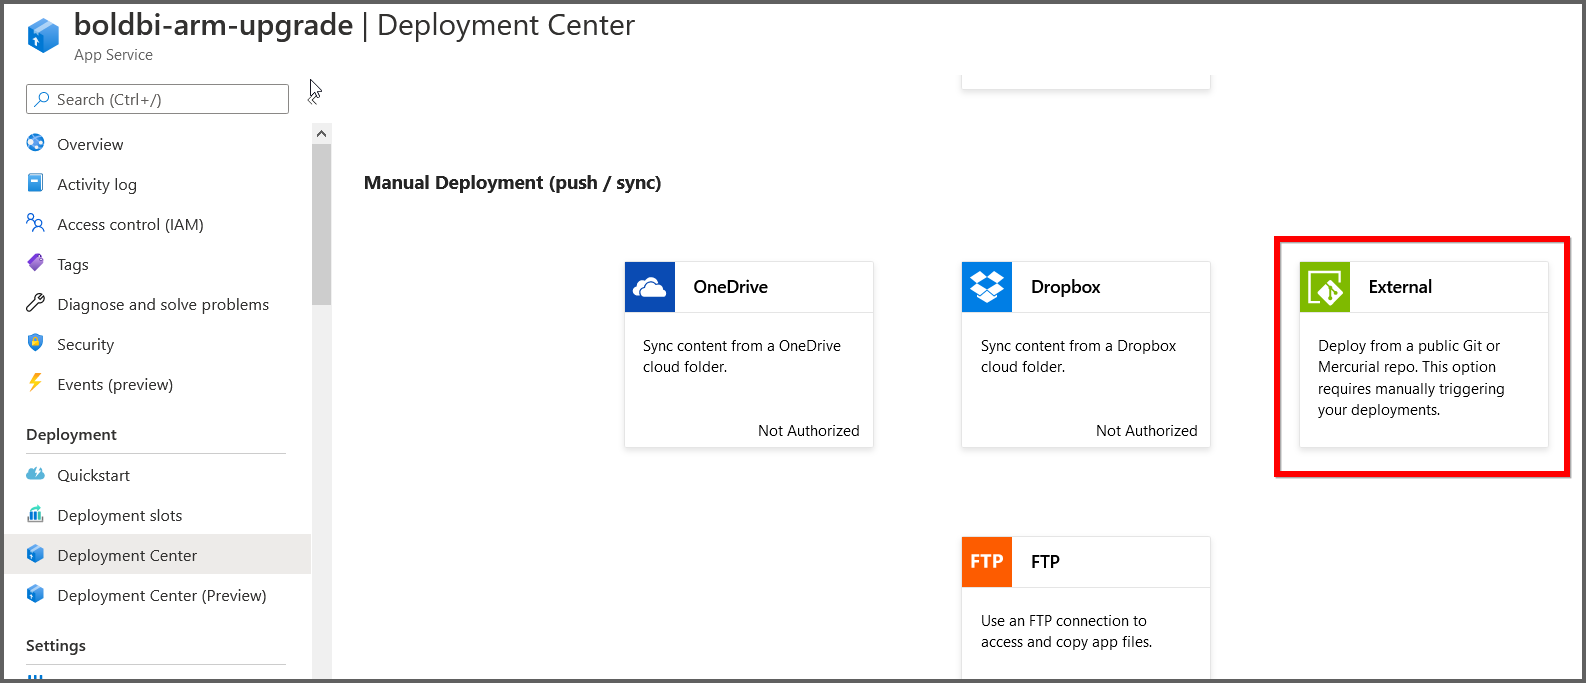 boldbi-arm-upgrade | Deployment Center
App Service
Search (Ctrl+/)
Overview
Activity log
Access control (IAM)
Tags
Diagnose and solve problems
Security
Events (preview)
Deployment
Quickstart
Deployment slots
Deployment Center
Deployment Center (Preview)
Settings
Manual Deployment (push / sync)
OneDrive
Sync content from a OneDrive
cloud folder.
Not Authorized
Dropbox
Sync content from a Dropbox
cloud folder.
Not Authorized
External
Deploy from a public Git or
Mercurial repo. This option
requires manually triggering
your deployments.
FTP
FTP
Use an FTP connection to
access and copy app files.